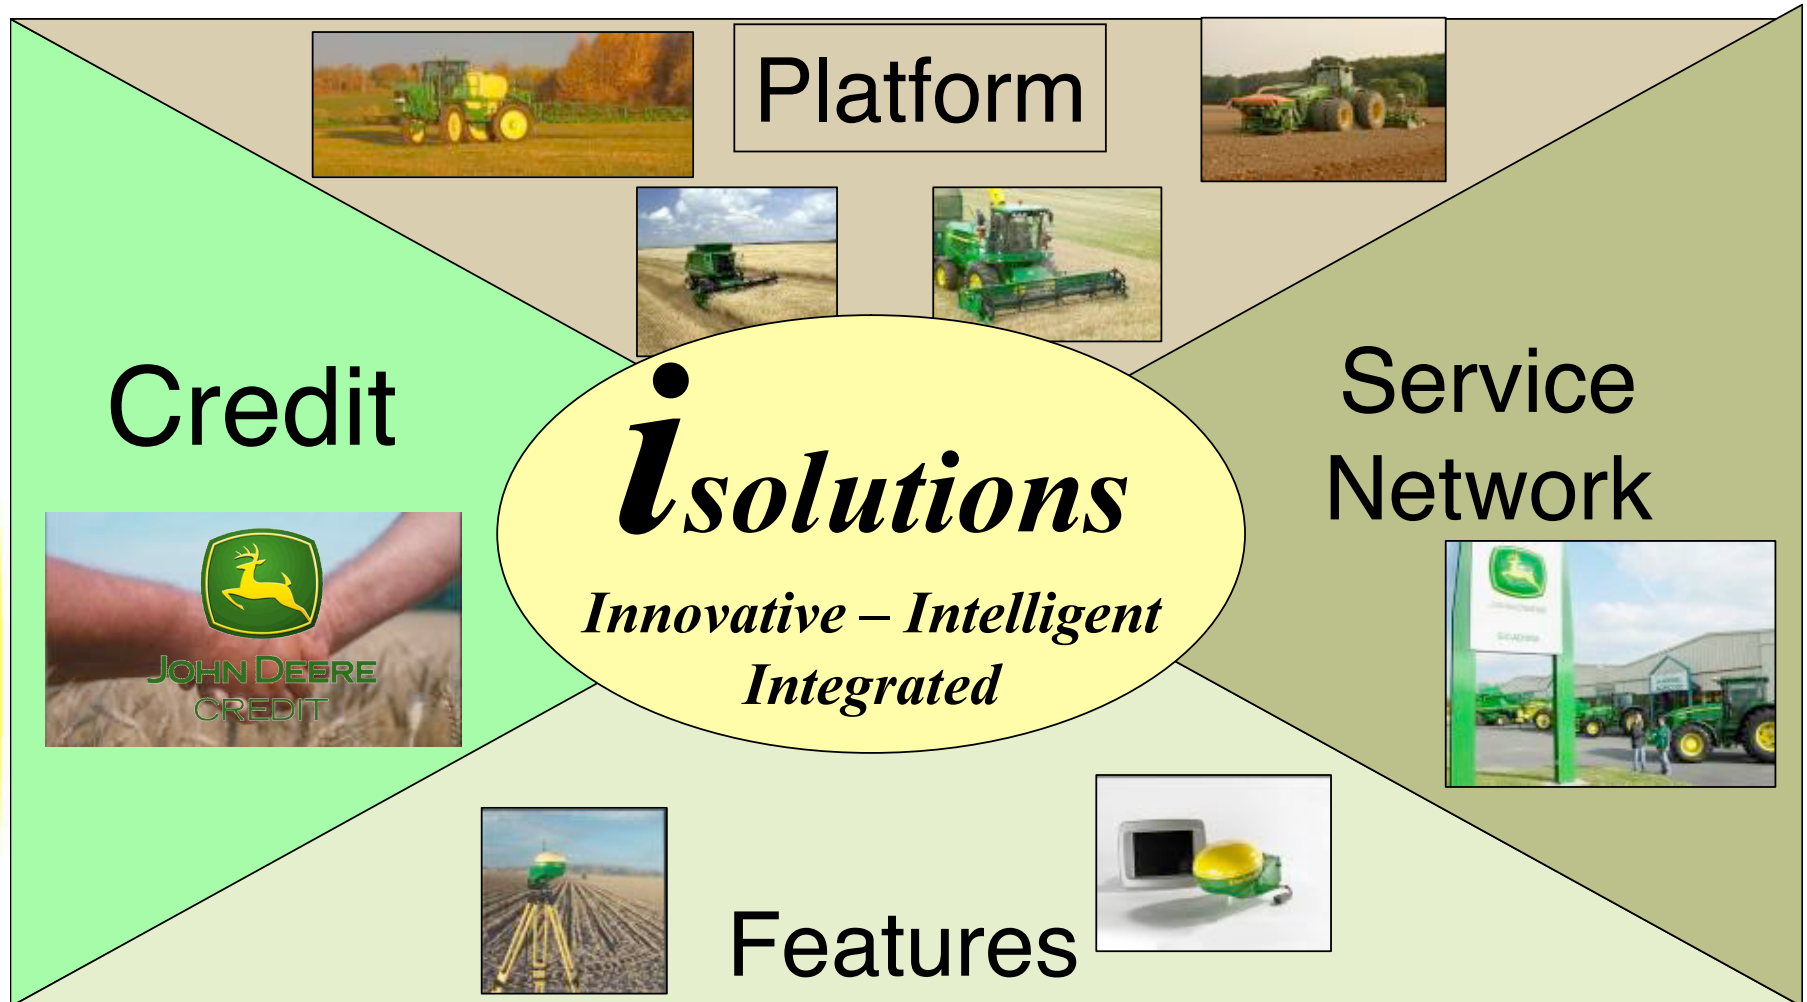 Platform
Credit
Service
Network
isolutions
Innovative – Intelligent
Integrated
JOHN DEERE
CREDIT
Features